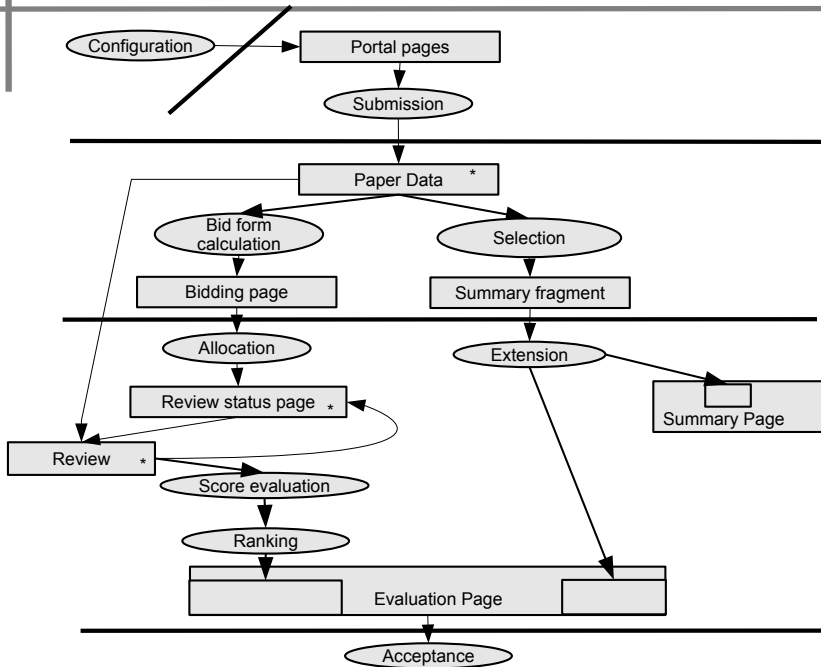 Configuration
Portal pages
Submission
Paper Data *
Bid form
calculation
Selection
Bidding page
Summary fragment
Allocation
Extension
Review status page *
Summary Page
Review *
Score evaluation
Ranking
Evaluation Page
Acceptance